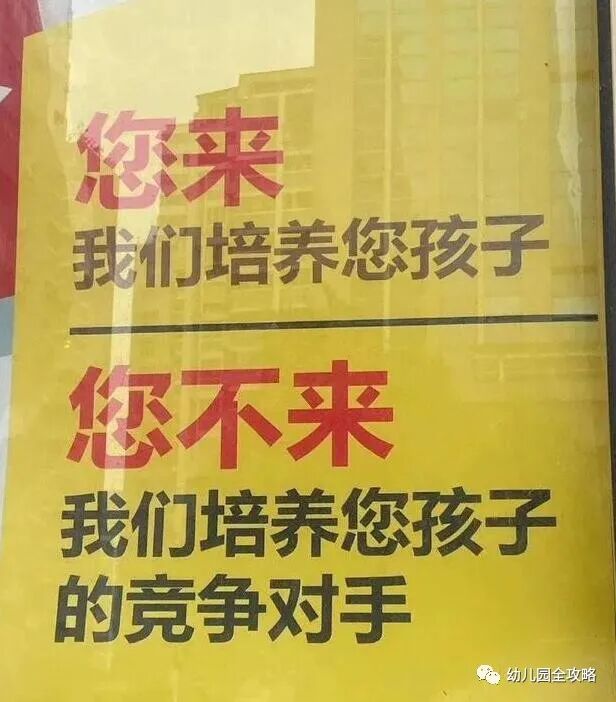 您来
我们培养您孩子
您不来
我们培养您孩子
的竞争对手
幼儿园全攻略